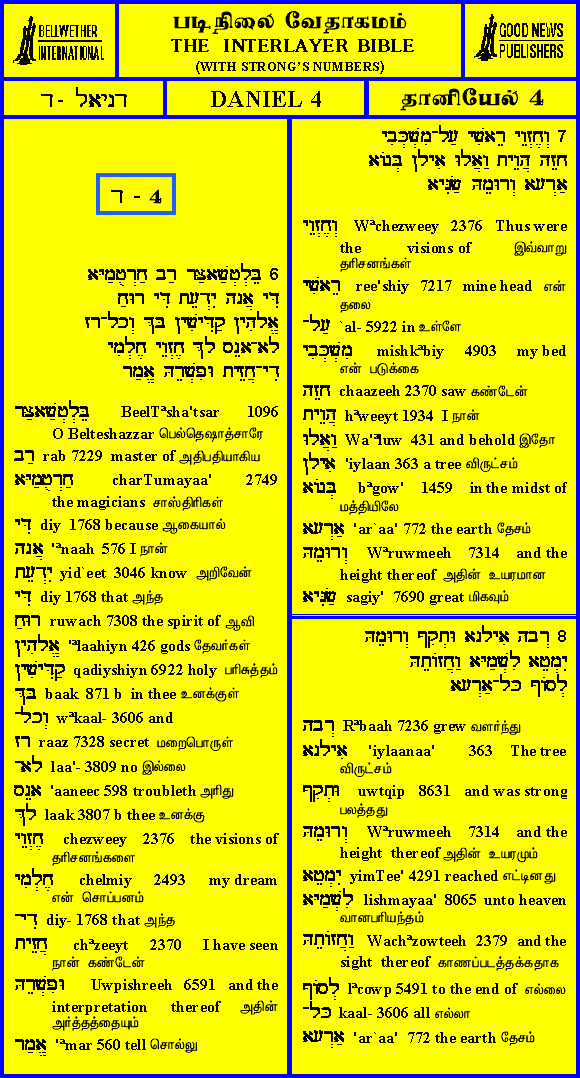 BELLWETHER
INTERNATIONAL
படிநிலை வேதாகமம்
THE INTERLAYER BIBLE
(WITH STRONG'S NUMBERS)
GOOD NEWS
PUBLISHERS
דניאל -ד
DANIEL 4
தானியேல் 4
ד - 4
6 בֵּלְטְשַׁאצַּר רַב חַרְטֻמַיָּא
דִּי אֲנָה יִדְעֵת דִּי רוּחַ
אֱלָהִין קַדִּישִׁין בָּךְ וְכָל-רָז
לָא-אָנֵס לָךְ חֶזְוֵי חֶלְמִי
דִי-חֲזֵית וּפִשְׁרֵהּ אֱמַר
בֵּלְטְשַׁאצַּר BeelTªsha'tsar 1096
O Belteshazzar பெல்தெஷாத்சாரே
רַב rab 7229 master of அதிபதியாகிய
חַרְטֻמַיָּא charTumayaa' 2749
the magicians சாஸ்திரிகள்
דִּי diy 1768 because ஆகையால்
אֲנָה 'ªnaah 576 I நான்
יִדְעֵת yid`eet 3046 know அறிவேன்
דִּי diy 1768 that அந்த
רוּחַ ruwach 7308 the spirit of ஆவி
אֱלָהִין 'ªlaahiyn 426 gods தேவர்கள்
קַדִּישִׁין qadiyshiyn 6922 holy பரிசுத்தம்
בָּךְ baak 871 b in thee உனக்குள்
וְכָל- wªkaal- 3606 and
רָז raaz 7328 secret மறைபொருள்
לָא- laa'- 3809 no இல்லை
אָנֵס 'aaneec 598 troubleth அரிது
לָךְ laak 3807 b thee உனக்கு
חֶזְוֵי chezweey 2376 the visions of
தரிசனங்களை
חֶלְמִי chelmiy 2493 my dream
என் சொப்பனம்
דִי- diy- 1768 that அந்த
חֲזֵית chªzeeyt 2370 I have seen
நான் கண்டேன்
וּפִשְׁרֵהּ Uwpishreeh 6591 and the
interpretation thereof அதின்
அர்த்தத்தையும்
אֱמַר 'ªmar 560 tell சொல்லு
7 וְחֶזְוֵי רֵאשִׁי עַל-מִשְׁכְּבִי
חָזֵה הֲוֵית וַאֲלוּ אִילָן בְּגוֹא
אַרְעָא וְרוּמֵהּ שַׂגִּיא
וְחֶזְוֵי Wªchezweey 2376 Thus were
the visions of இவ்வாறு
தரிசனங்கள்
רֵאשִׁי ree'shiy 7217 mine head என்
தலை
עַל- `al- 5922 in உள்ளே
מִשְׁכְּבִי mishkªbiy 4903 my bed
என் படுக்கை
חָזֵה chaazeeh 2370 saw கண்டேன்
הֲוֵית hªweeyt 1934 I நான்
וַאֲלוּ Wa'ªluw 431 and behold இதோ
אִילָן 'iylaan 363 a tree விருட்சம்
בְּגוֹא bªgow' 1459 in the midst of
மத்தியிலே
אַרְעָא 'ar`aa' 772 the earth தேசம்
וְרוּמֵהּ Wªruwmeeh 7314 and the
height thereof அதின் உயரமான
שַׂגִּיא sagiy' 7690 great மிகவும்
8 רְבָה אִילָנָא וּתְקִף וְרוּמֵהּ
יִמְטֵא לִשְׁמַיָּא וַחֲזוֹתֵהּ
לְסוֹף כָּל-אַרְעָא
רְבָה Rªbaah 7236 grew வளர்ந்து
אִילָנָא 'iylaanaa' 363 The tree
விருட்சம்
וּתְקִף uwtqip 8631 and was strong
பலத்தது
וְרוּמֵהּ Wªruwmeeh 7314 and the
height thereof அதின் உயரமும்
יִמְטֵא yimTee' 4291 reached எட்டினது
לִשְׁמַיָּא lishmayaa' 8065 unto heaven
வானபரியந்தம்
וַחֲזוֹתֵהּ Wachªzowteeh 2379 and the
sight thereof காணப்படத்தக்கதாக
לְסוֹף lªcowp 5491 to the end of எல்லை
כָּל- kaal- 3606 all எல்லா
אַרְעָא 'ar`aa' 772 the earth தேசம்